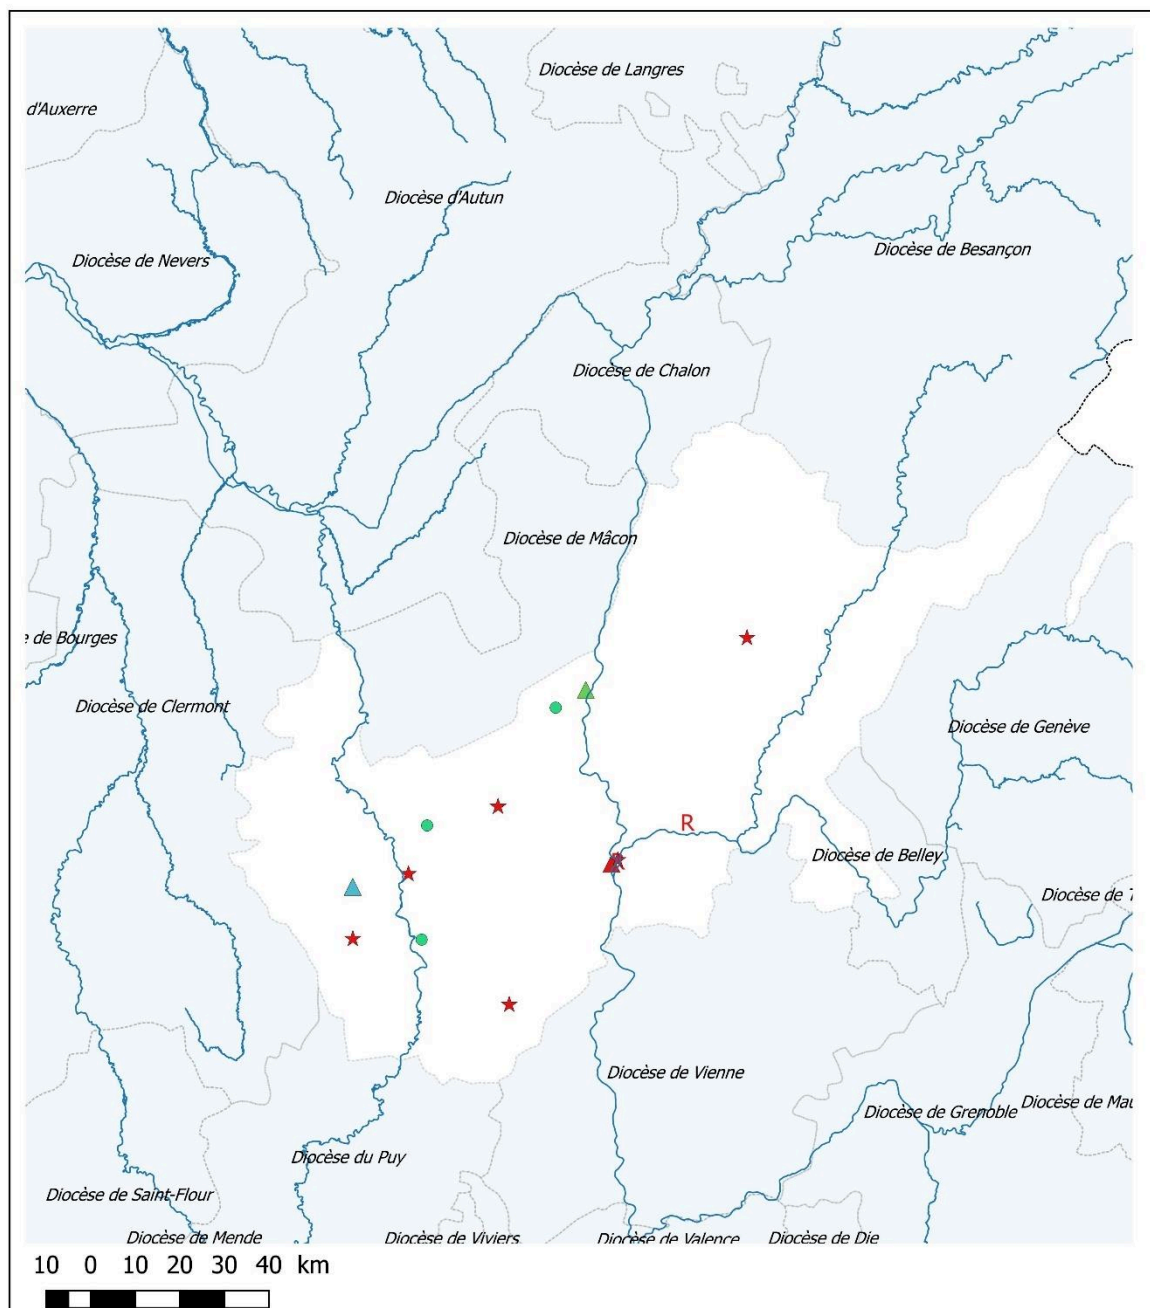 Diocèse de Langres
d'Auxerre
Diocèse d'Autun
Diocèse de Besançon
Diocèse de Nevers
Diocèse de Chalon
Diocèse de Mâcon
e de Bourges
Diocèse de Clermont
Diocèse de Genève
R
Diocèse de Belley
Diocèse de T
Diocèse de Vienne
Diocèse de Grenoble
Diocèse de Mau
Diocèse du Puy
Diocèse de Saint-Flour
Diocèse de Mende
Diocèse de Viviers
Diocèse de Valence
Diocèse de Die
10 0 10 20 30 40 km